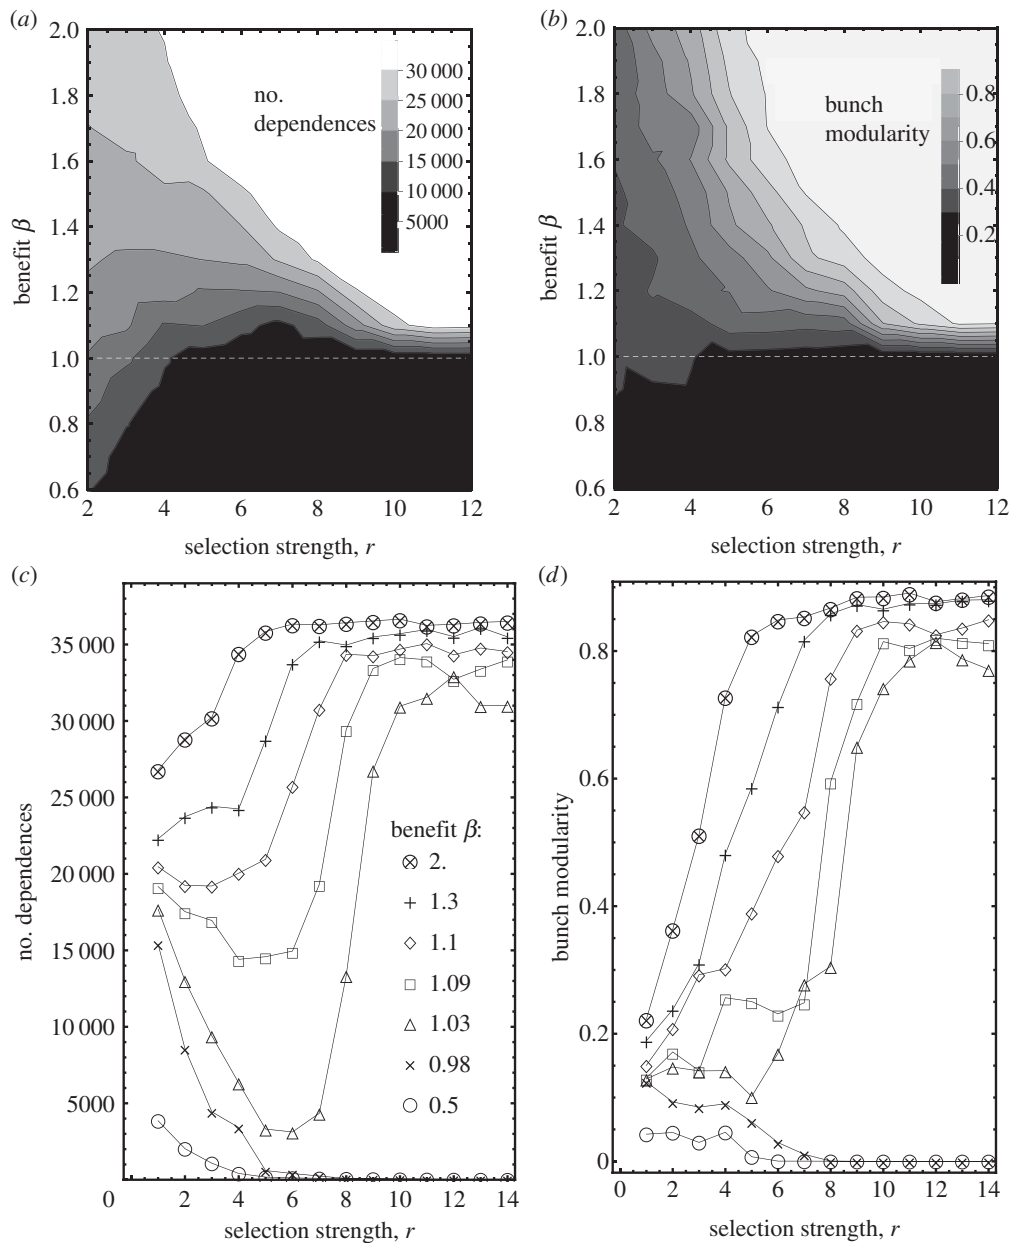 (a)
2.0
1.8
1.6
1.4
1.2
1.0
0.8
0.6
benefit β
no.
dependences
30 000
25 000
20 000
15 000
10 000
5000
2 4 6 8 10 12
selection strength, r
(b)
2.0
1.8
1.6
1.4
1.2
1.0
0.8
0.6
benefit β
bunch
modularity
0.8
0.6
0.4
0.2
2 4 6 8 10 12
selection strength, r
(c)
35 000
30 000
25 000
20 000
15 000
10 000
5000
no. dependences
benefit β:
2.
1.3
1.1
1.09
1.03
0.98
0.5
0 2 4 6 8 10 12 14
selection strength, r
(d)
0.8
0.6
0.4
0.2
0
bunch modularity
0 2 4 6 8 10 12 14
selection strength, r